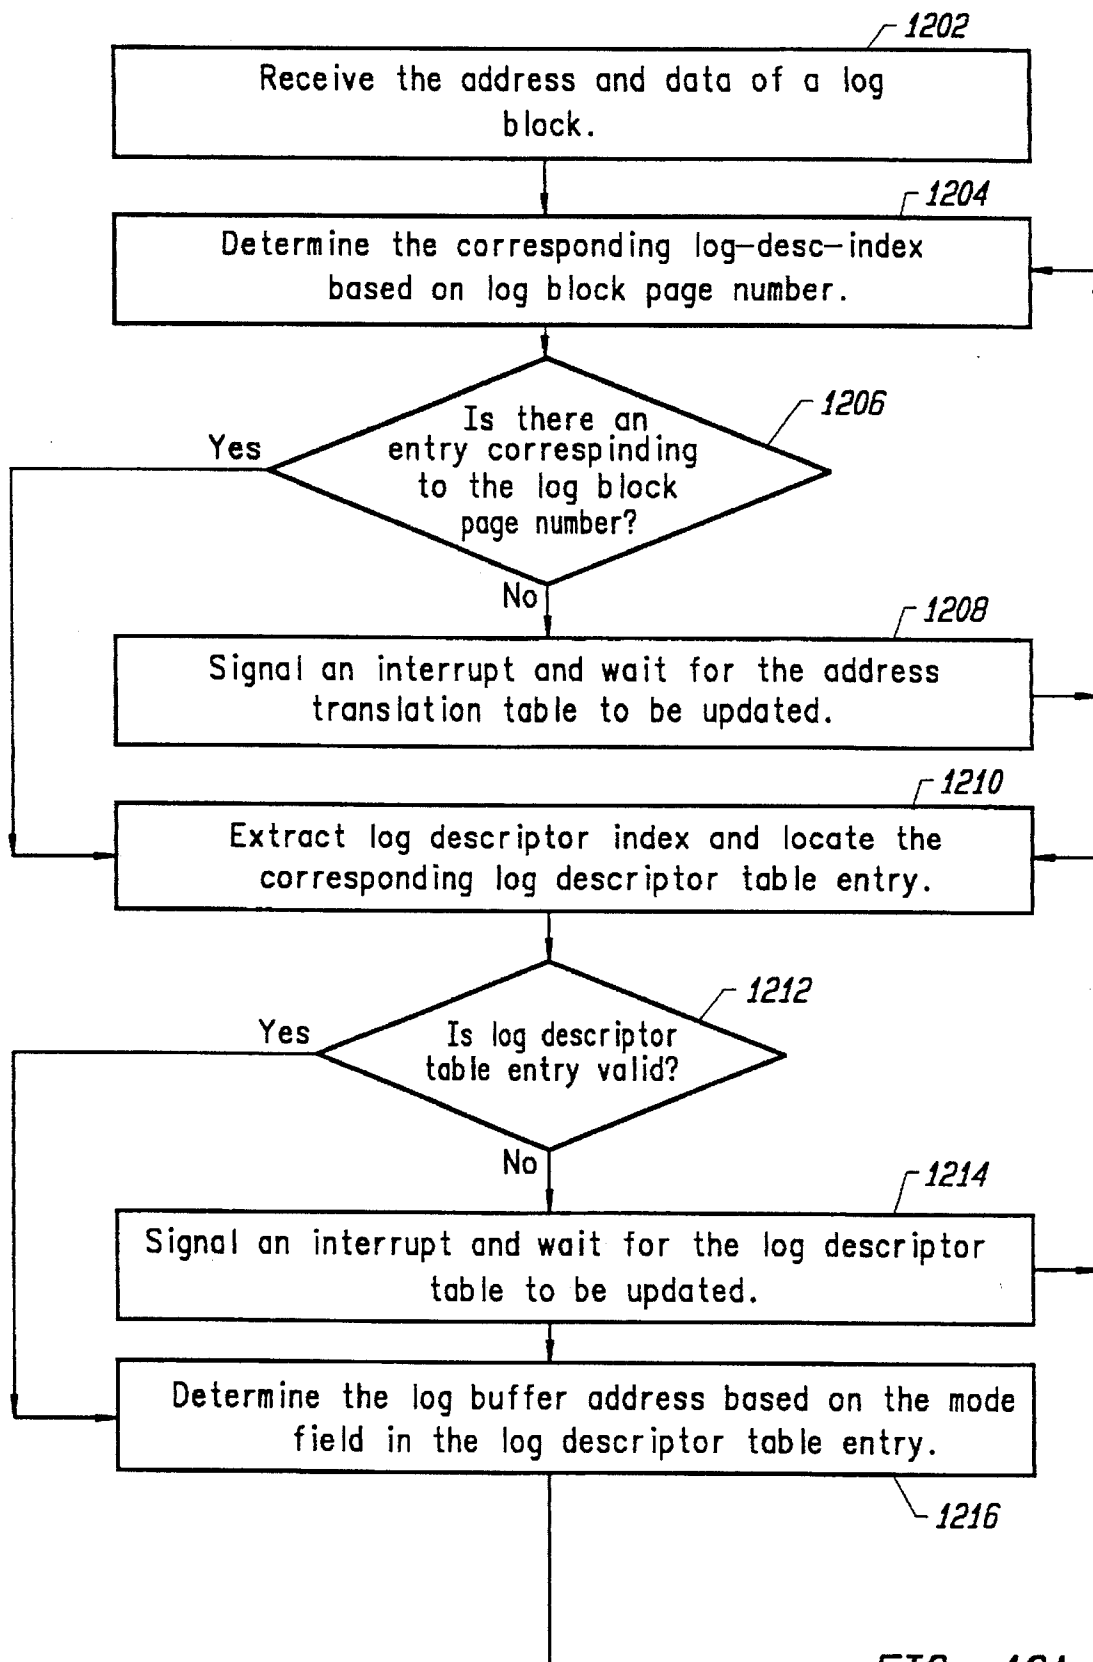 1202
Receive the address and data of a log
block.
1204
Determine the corresponding log-desc-index
based on log block page number.
1206
Is there an
entry correspinding
to the log block
page number?
Yes
No
1208
Signal an interrupt and wait for the address
translation table to be updated.
1210
Extract log descriptor index and locate the
corresponding log descriptor table entry.
1212
Is log descriptor
table entry valid?
Yes
No
1214
Signal an interrupt and wait for the log descriptor
table to be updated.
Determine the log buffer address based on the mode
field in the log descriptor table entry.
1216